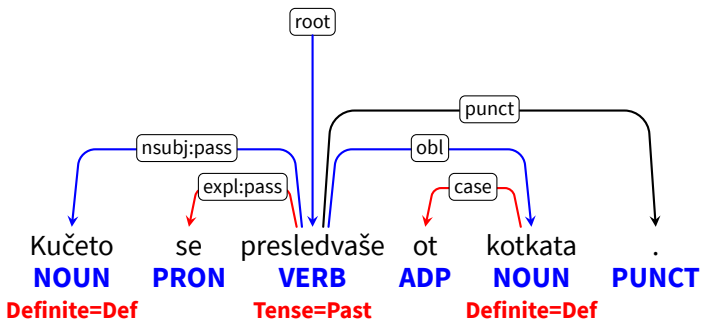 root
punct
nsubj:pass obl
expl:pass case
Kučeto se presledvaše ot kotkata .
NOUN PRON VERB ADP NOUN PUNCT
Definite=Def Tense=Past Definite=Def